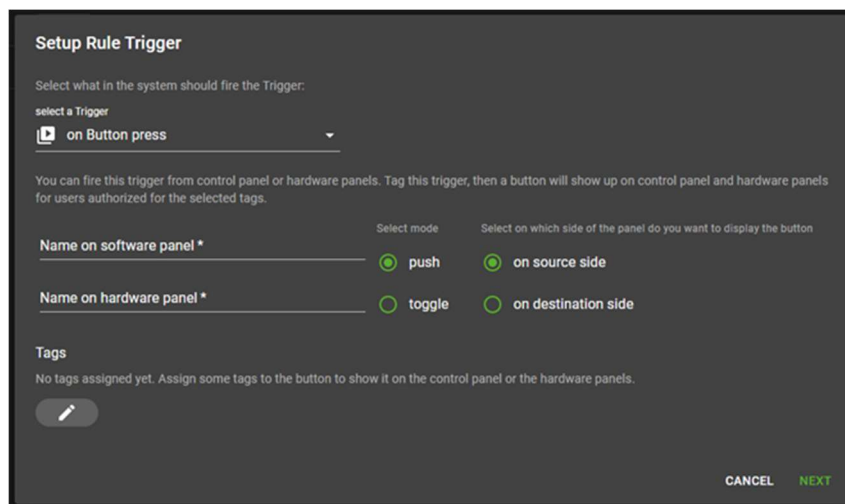 Setup Rule Trigger
Select what in the system should fire the Trigger:
select a Trigger
on Button press
You can fire this trigger from control panel or hardware panels. Tag this trigger, then a button will show up on control panel and hardware panels
for users authorized for the selected tags.
Select mode
Select on which side of the panel do you want to display the button
Name on software panel *
push
on source side
Name on hardware panel *
toggle
on destination side
Tags
No tags assigned yet. Assign some tags to the button to show it on the control panel or the hardware panels.
CANCEL
NEXT